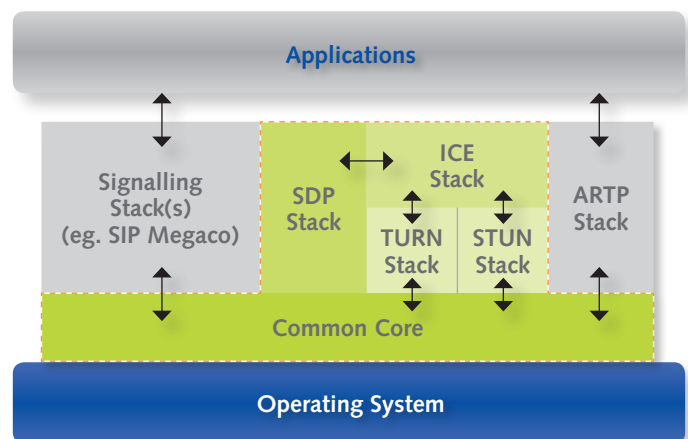 Applications
Signalling
Stack(s)
(eg. SIP Megaco)
SDP
Stack
ICE
Stack
TURN
Stack
STUN
Stack
ARTP
Stack
Common Core
Operating System